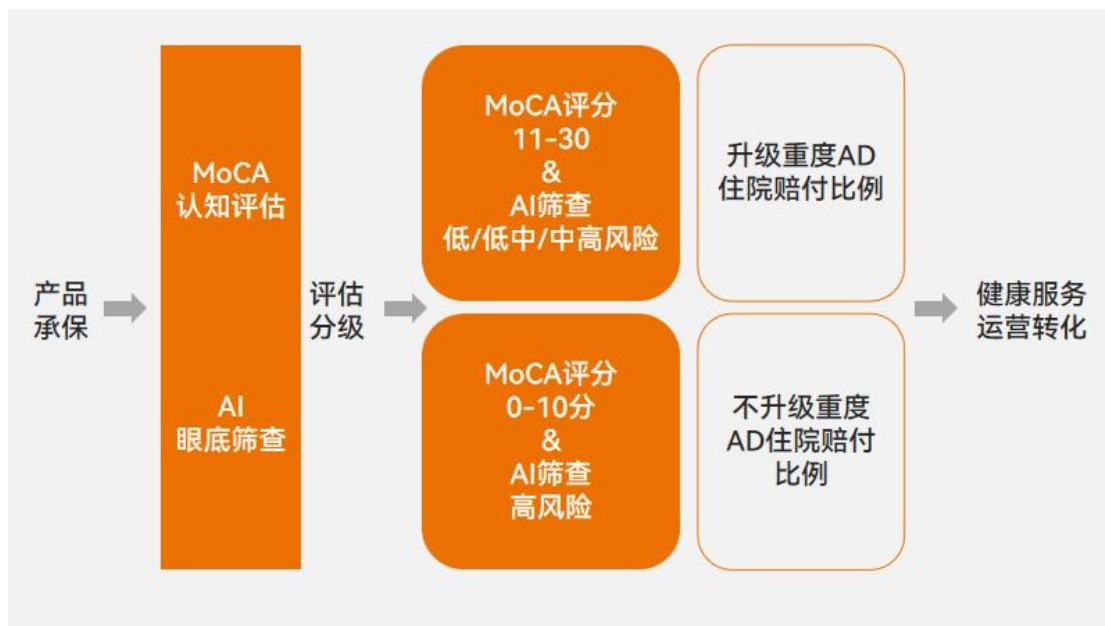 产品
承保
MoCA
认知评估
AI
眼底筛查
评估
分级
MoCA评分
11-30
&
AI筛查
低/低中/中高风险
升级重度AD
住院赔付比例
MoCA评分
0-10分
&
AI筛查
高风险
不升级重度
AD住院赔付
比例
健康服务
运营转化